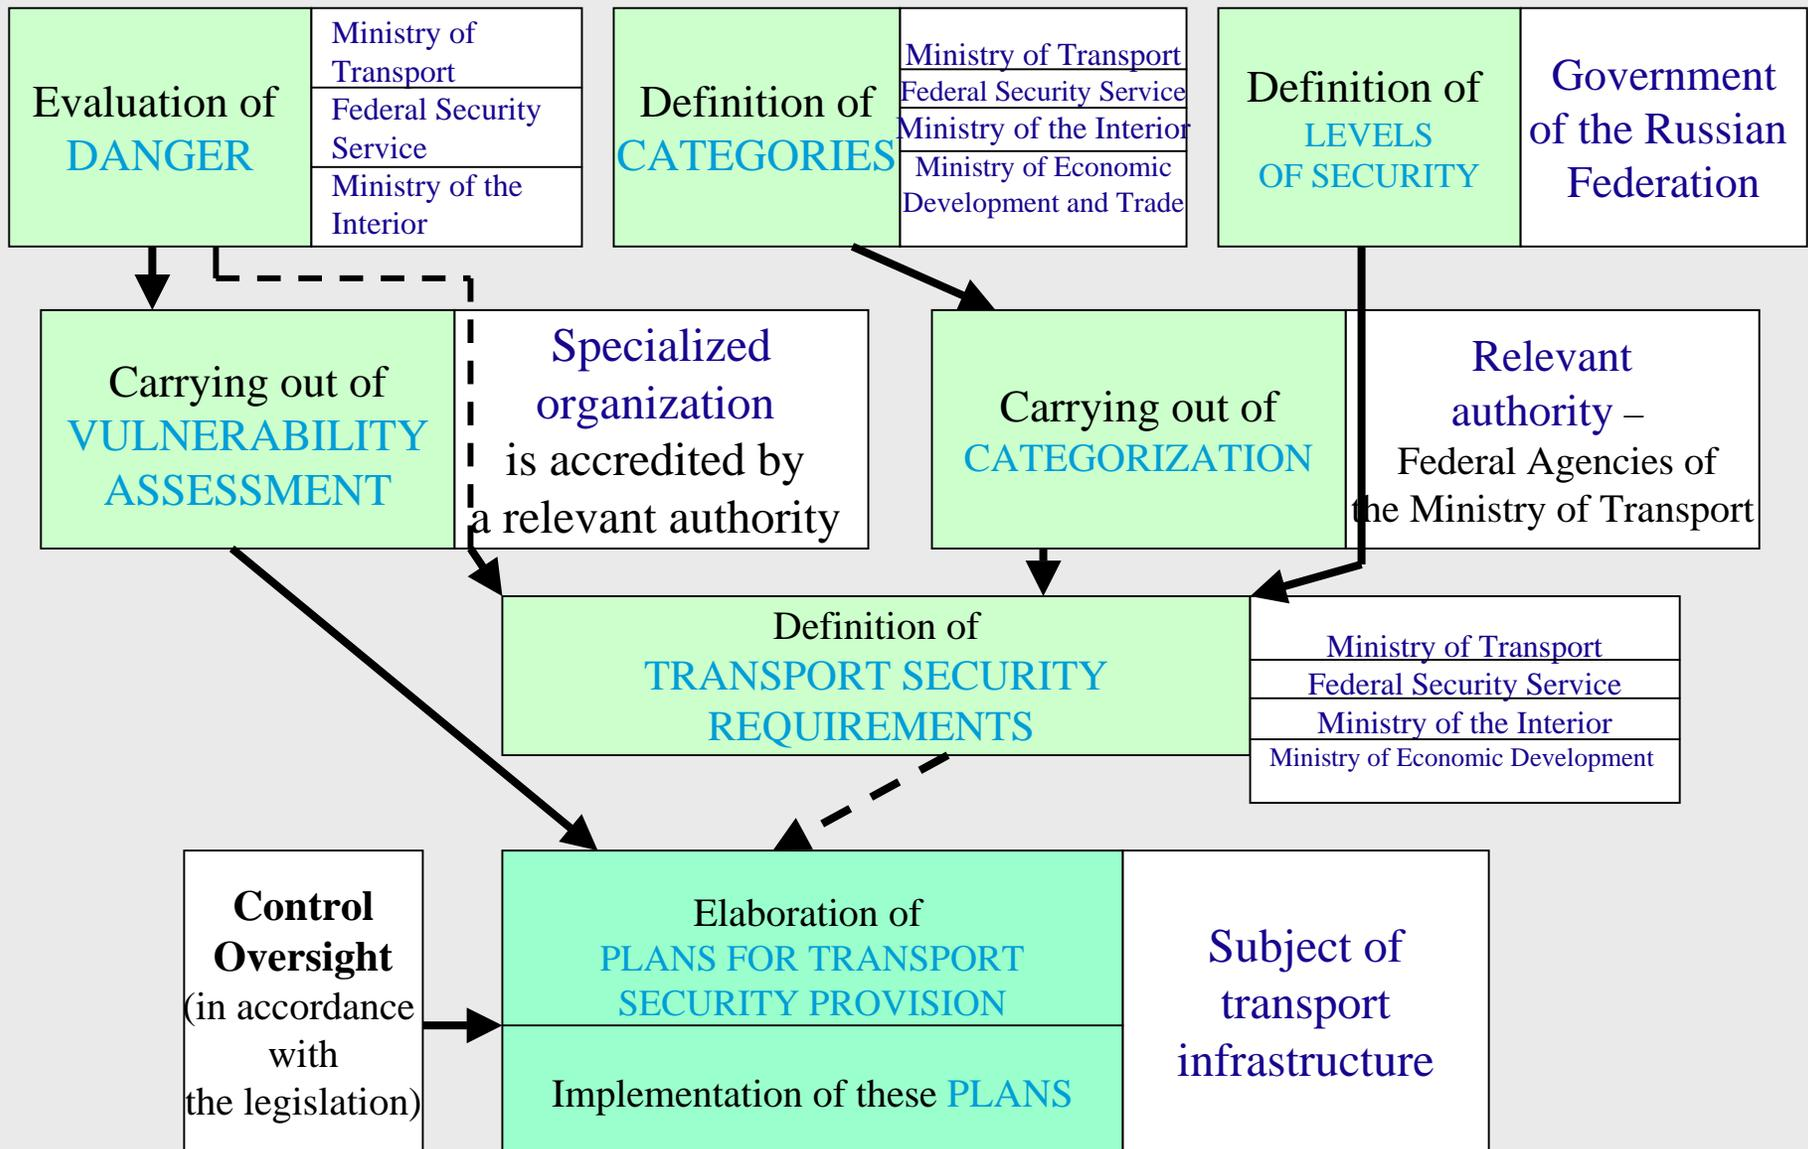 Evaluation of
DANGER
Ministry of
Transport
Federal Security
Service
Ministry of the
Interior
Definition of
CATEGORIES
Ministry of Transport
Federal Security Service
Ministry of the Interior
Ministry of Economic
Development and Trade
Definition of
LEVELS
OF SECURITY
Government
of the Russian
Federation
Carrying out of
VULNERABILITY
ASSESSMENT
Specialized
organization
is accredited by
a relevant authority
Carrying out of
CATEGORIZATION
Relevant
authority –
Federal Agencies of
the Ministry of Transport
Definition of
TRANSPORT SECURITY
REQUIREMENTS
Ministry of Transport
Federal Security Service
Ministry of the Interior
Ministry of Economic Development
Control
Oversight
(in accordance
with
the legislation)
Elaboration of
PLANS FOR TRANSPORT
SECURITY PROVISION
Implementation of these PLANS
Subject of
transport
infrastructure